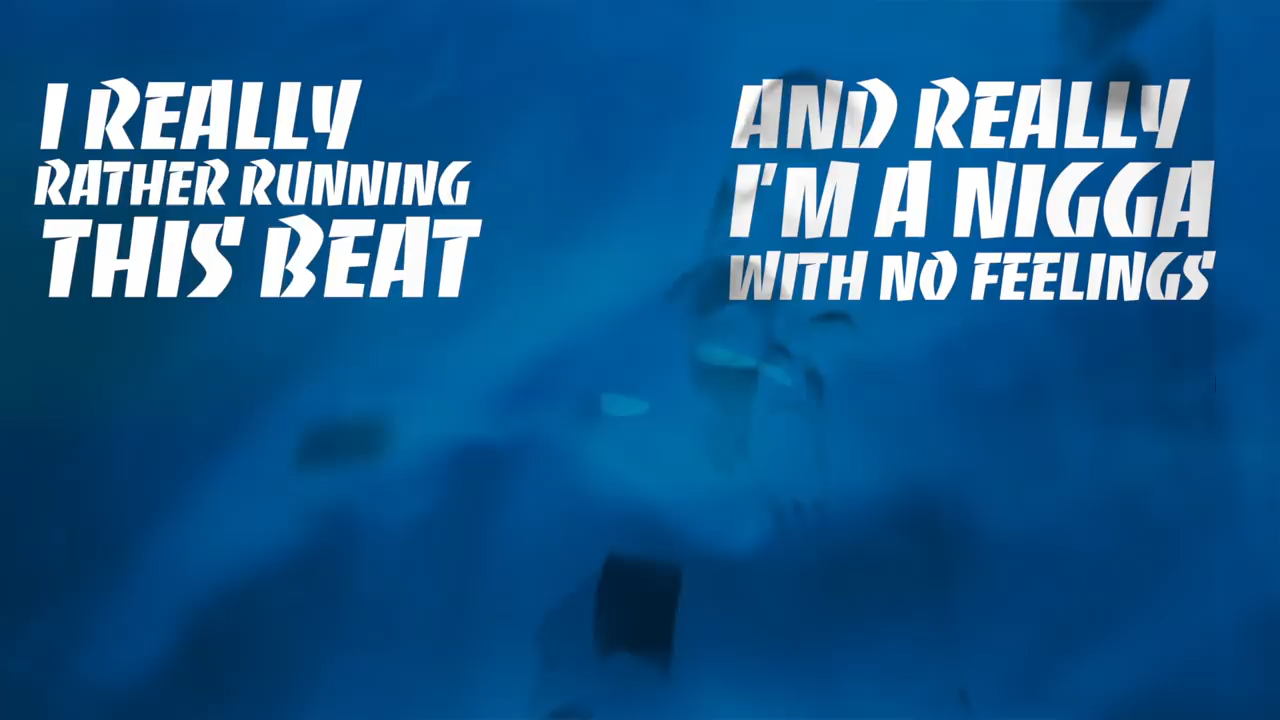 I REALLY
RATHER RUNNING
THIS BEAT
AND REALLY
I'M A NIGGA
WITH NO FEELINGS